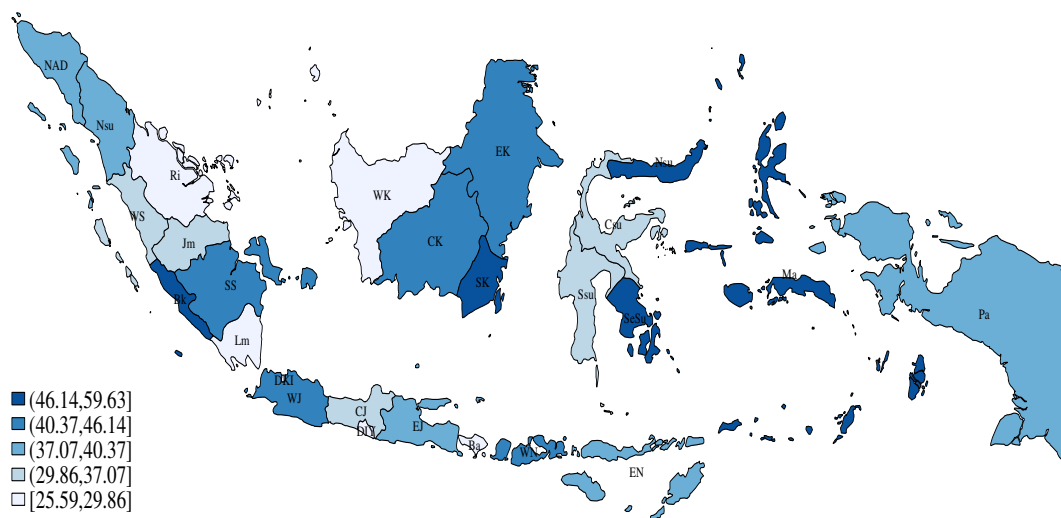 NAD
Nsu
EK
Nsu
Ri
WK
WS
Csu
Jm
CK
Ma
SK
SS
Bk
Ssu
SeSu
Pa
Lm
DKI
WJ
CJ
EJ
DIY
Ba
WN
EN
(46.14,59.63]
(40.37,46.14]
(37.07,40.37]
(29.86,37.07]
[25.59,29.86]